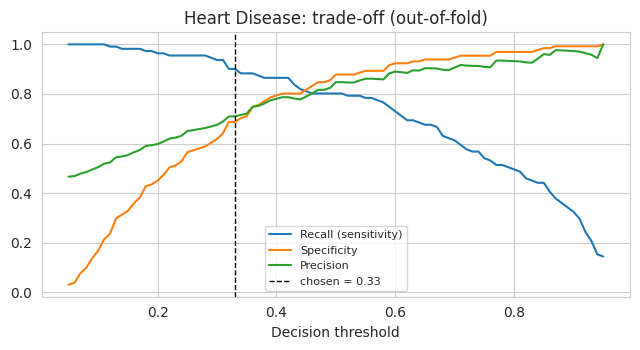 Heart Disease: trade-off (out-of-fold)
1.0
0.8
0.6
0.4
0.2
0.0
Recall (sensitivity)
Specificity
Precision
chosen = 0.33
0.2 0.4 0.6 0.8
Decision threshold